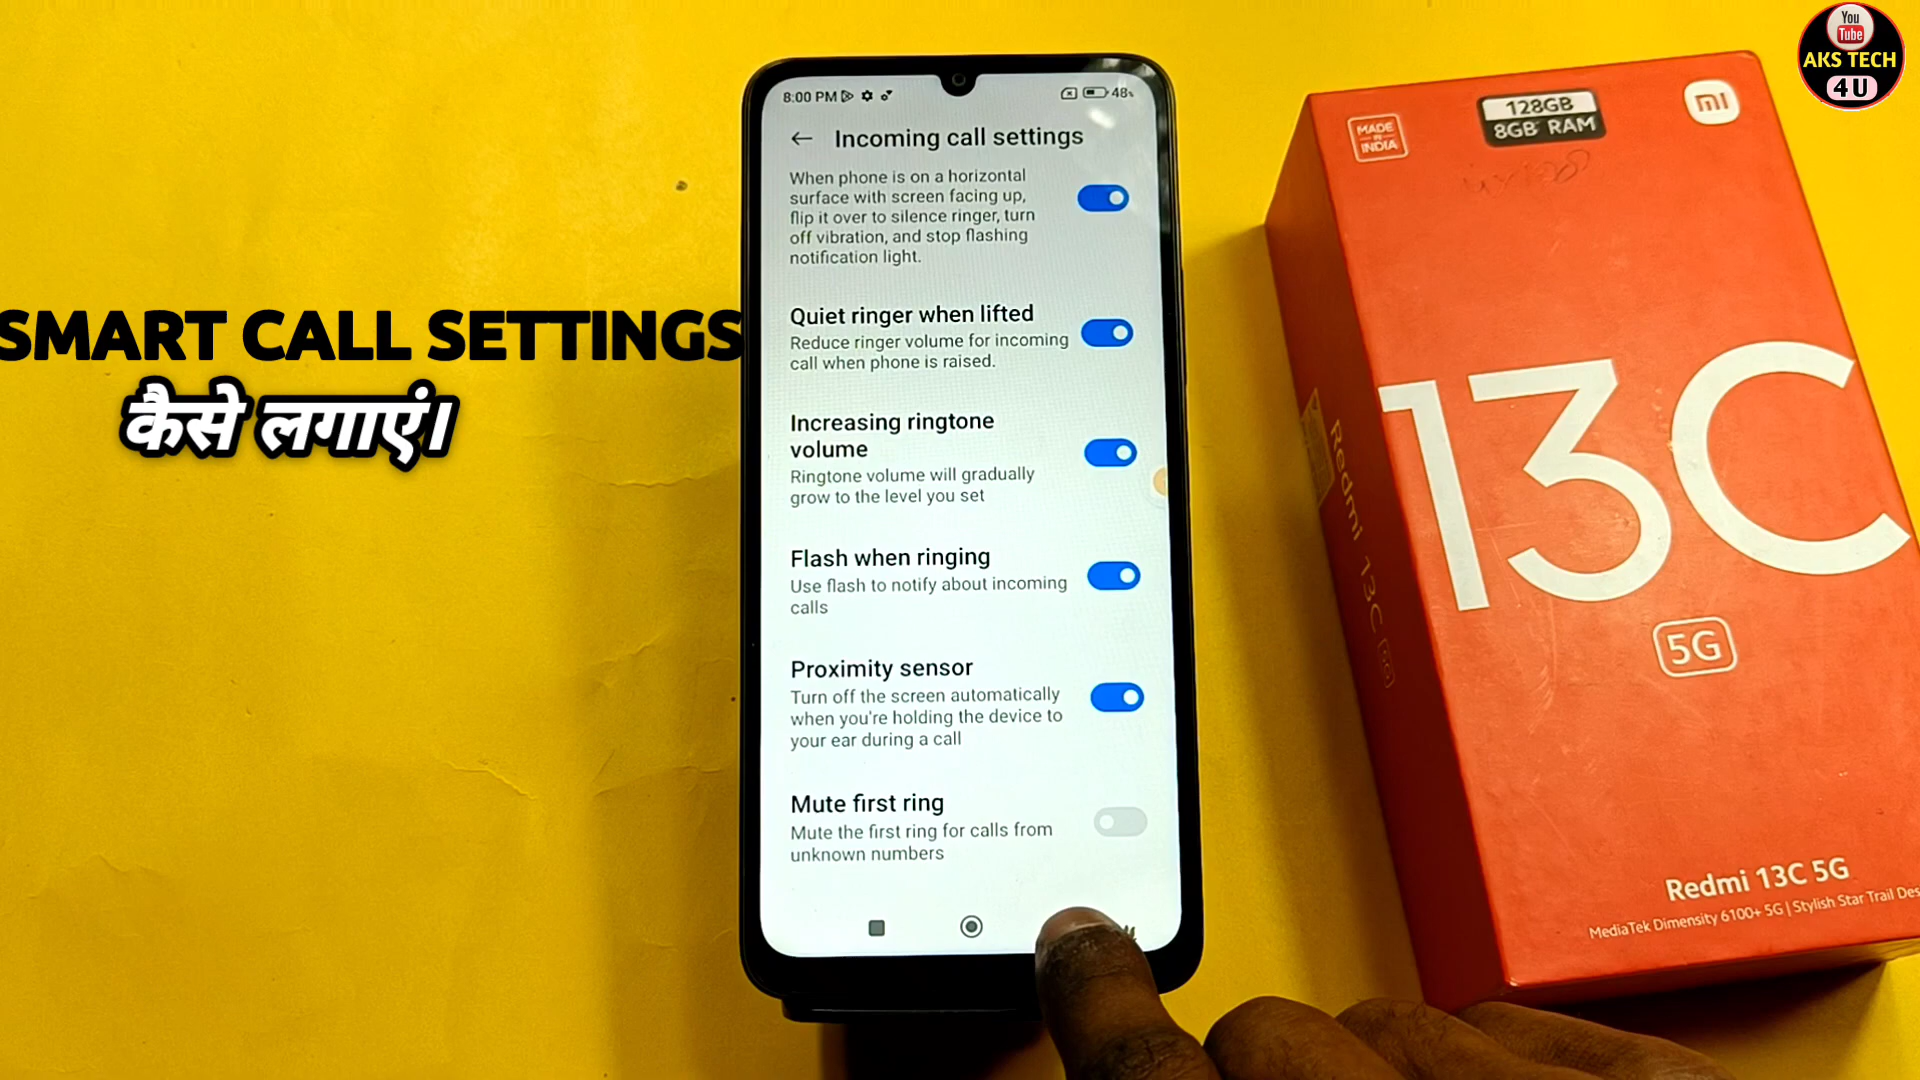 You
Tube
AKS TECH
4U
SMART CALL SETTINGS
कैसे लगाएं।
8:00 PM
48%
Incoming call settings
When phone is on a horizontal
surface with screen facing up,
flip it over to silence ringer, turn
off vibration, and stop flashing
notification light.
Quiet ringer when lifted
Reduce ringer volume for incoming
call when phone is raised.
Increasing ringtone
volume
Ringtone volume will gradually
grow to the level you set
Flash when ringing
Use flash to notify about incoming
calls
Proximity sensor
Turn off the screen automatically
when you're holding the device to
your ear during a call
Mute first ring
Mute the first ring for calls from
unknown numbers
MADE
IN
INDIA
128GB
8GB RAM
mi
13C
5G
Redmi 13C 5G
Redmi 13C 5G
MediaTek Dimensity 6100+ 5G | Stylish Star Trail Des